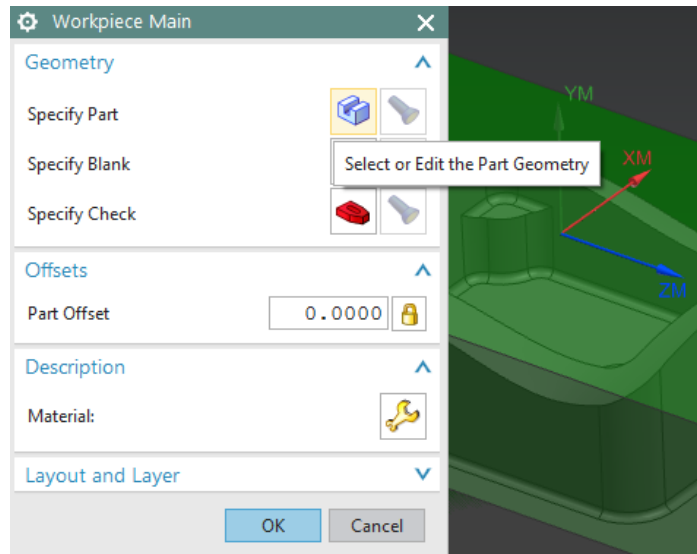 Workpiece Main
Geometry
YM
Specify Part
Select or Edit the Part Geometry
XM
Specify Blank
Specify Check
Offsets
ZM
Part Offset
0.0000
Description
Material:
Layout and Layer
OK
Cancel